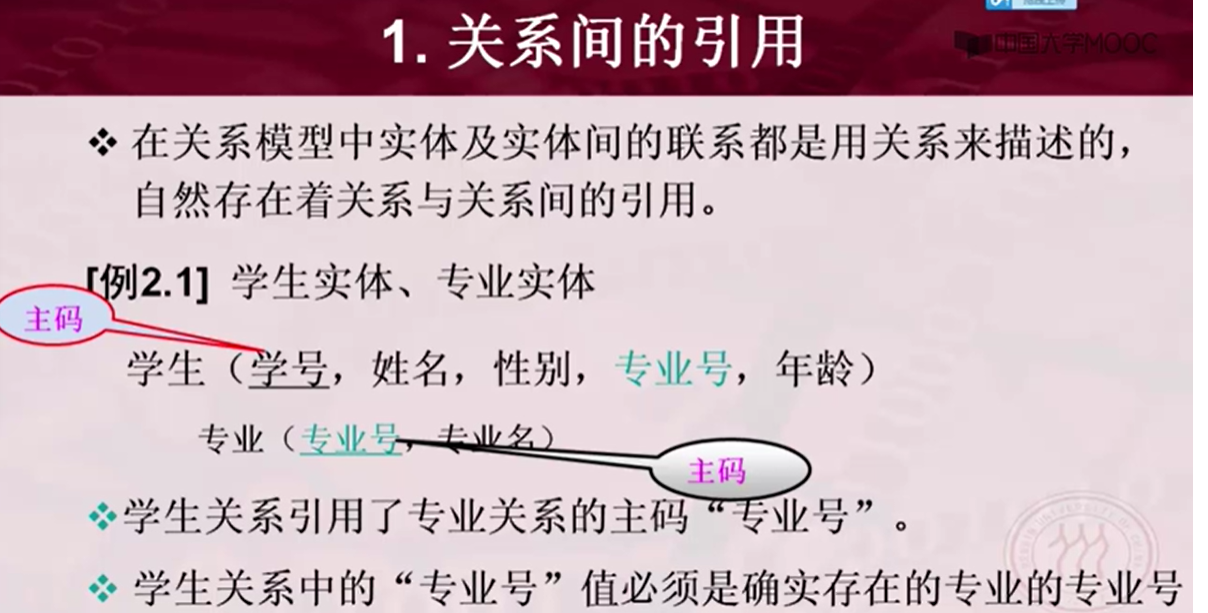 1. 关系间的引用
中国大学MOOC
❖ 在关系模型中实体及实体间的联系都是用关系来描述的，
自然存在着关系与关系间的引用。
[例2.1] 学生实体、专业实体
主码
学生（学号，姓名，性别，专业号，年龄）
专业（专业号，专业名）
主码
❖学生关系引用了专业关系的主码“专业号”。
❖ 学生关系中的“专业号”值必须是确实存在的专业的专业号